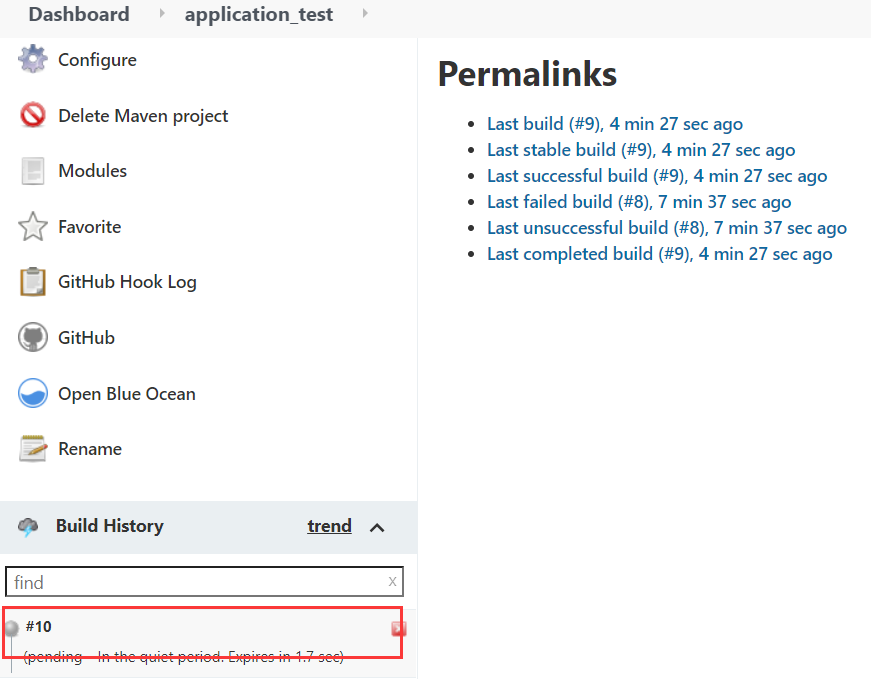 Dashboard application_test
Configure
Delete Maven project
Modules
Favorite
GitHub Hook Log
GitHub
Open Blue Ocean
Rename
Build History trend
find x
#10
(pending—In the quiet period. Expires in 1.7 sec)
Permalinks
Last build (#9), 4 min 27 sec ago
Last stable build (#9), 4 min 27 sec ago
Last successful build (#9), 4 min 27 sec ago
Last failed build (#8), 7 min 37 sec ago
Last unsuccessful build (#8), 7 min 37 sec ago
Last completed build (#9), 4 min 27 sec ago